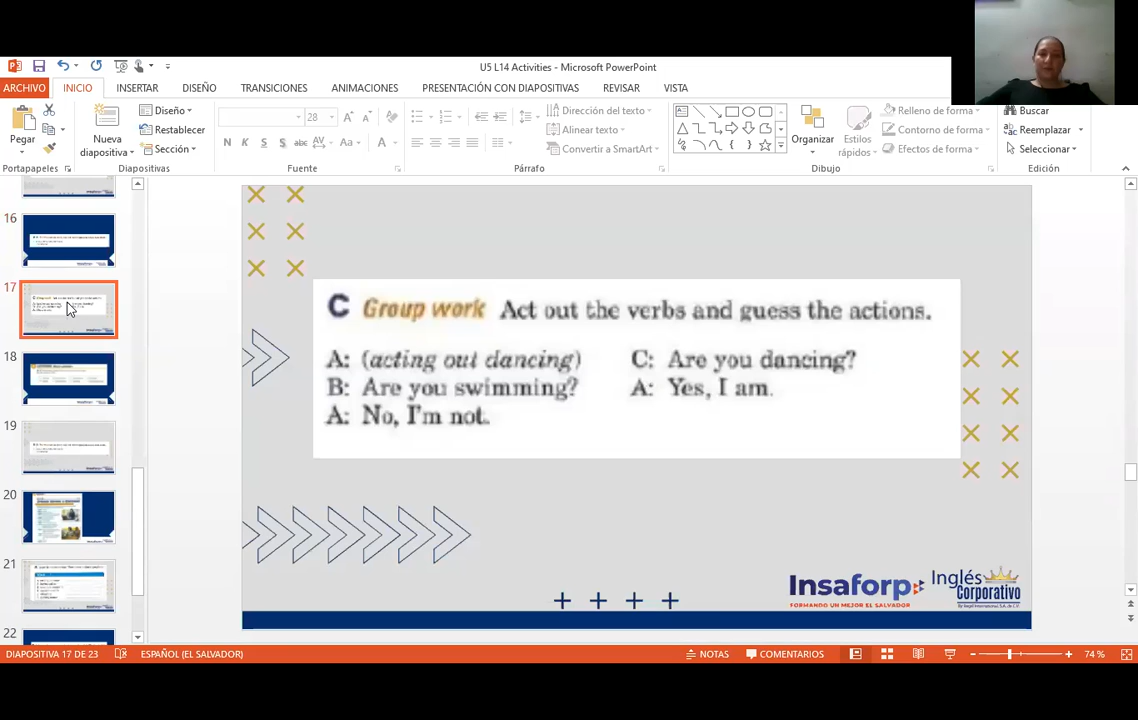 U5 L14 Activities - Microsoft PowerPoint
ARCHIVO INICIO INSERTAR DISEÑO TRANSICIONES ANIMACIONES PRESENTACIÓN CON DIAPOSITIVAS REVISAR VISTA
Pegar
Nueva
diapositiva
Diseño
Restablecer
Sección
28
N K S S abc AV Aa A
Dirección del texto
Alinear texto
Convertir a SmartArt
Organizar
Estilos
rápidos
Relleno de forma
Contorno de forma
Efectos de forma
Buscar
Reemplazar
Seleccionar
Portapapeles Diapositivas Fuente Párrafo Dibujo Edición
16
17
18
19
20
21
22
C Group work Act out the verbs and guess the actions.
A: (acting out dancing)
B: Are you swimming?
A: No, I'm not.
C: Are you dancing?
A: Yes, I am.
Insaforp
FORMANDO UN MEJOR EL SALVADOR
Inglés
Corporativo
DIAPOSITIVA 17 DE 23 ESPAÑOL (EL SALVADOR) NOTAS COMENTARIOS 74 %